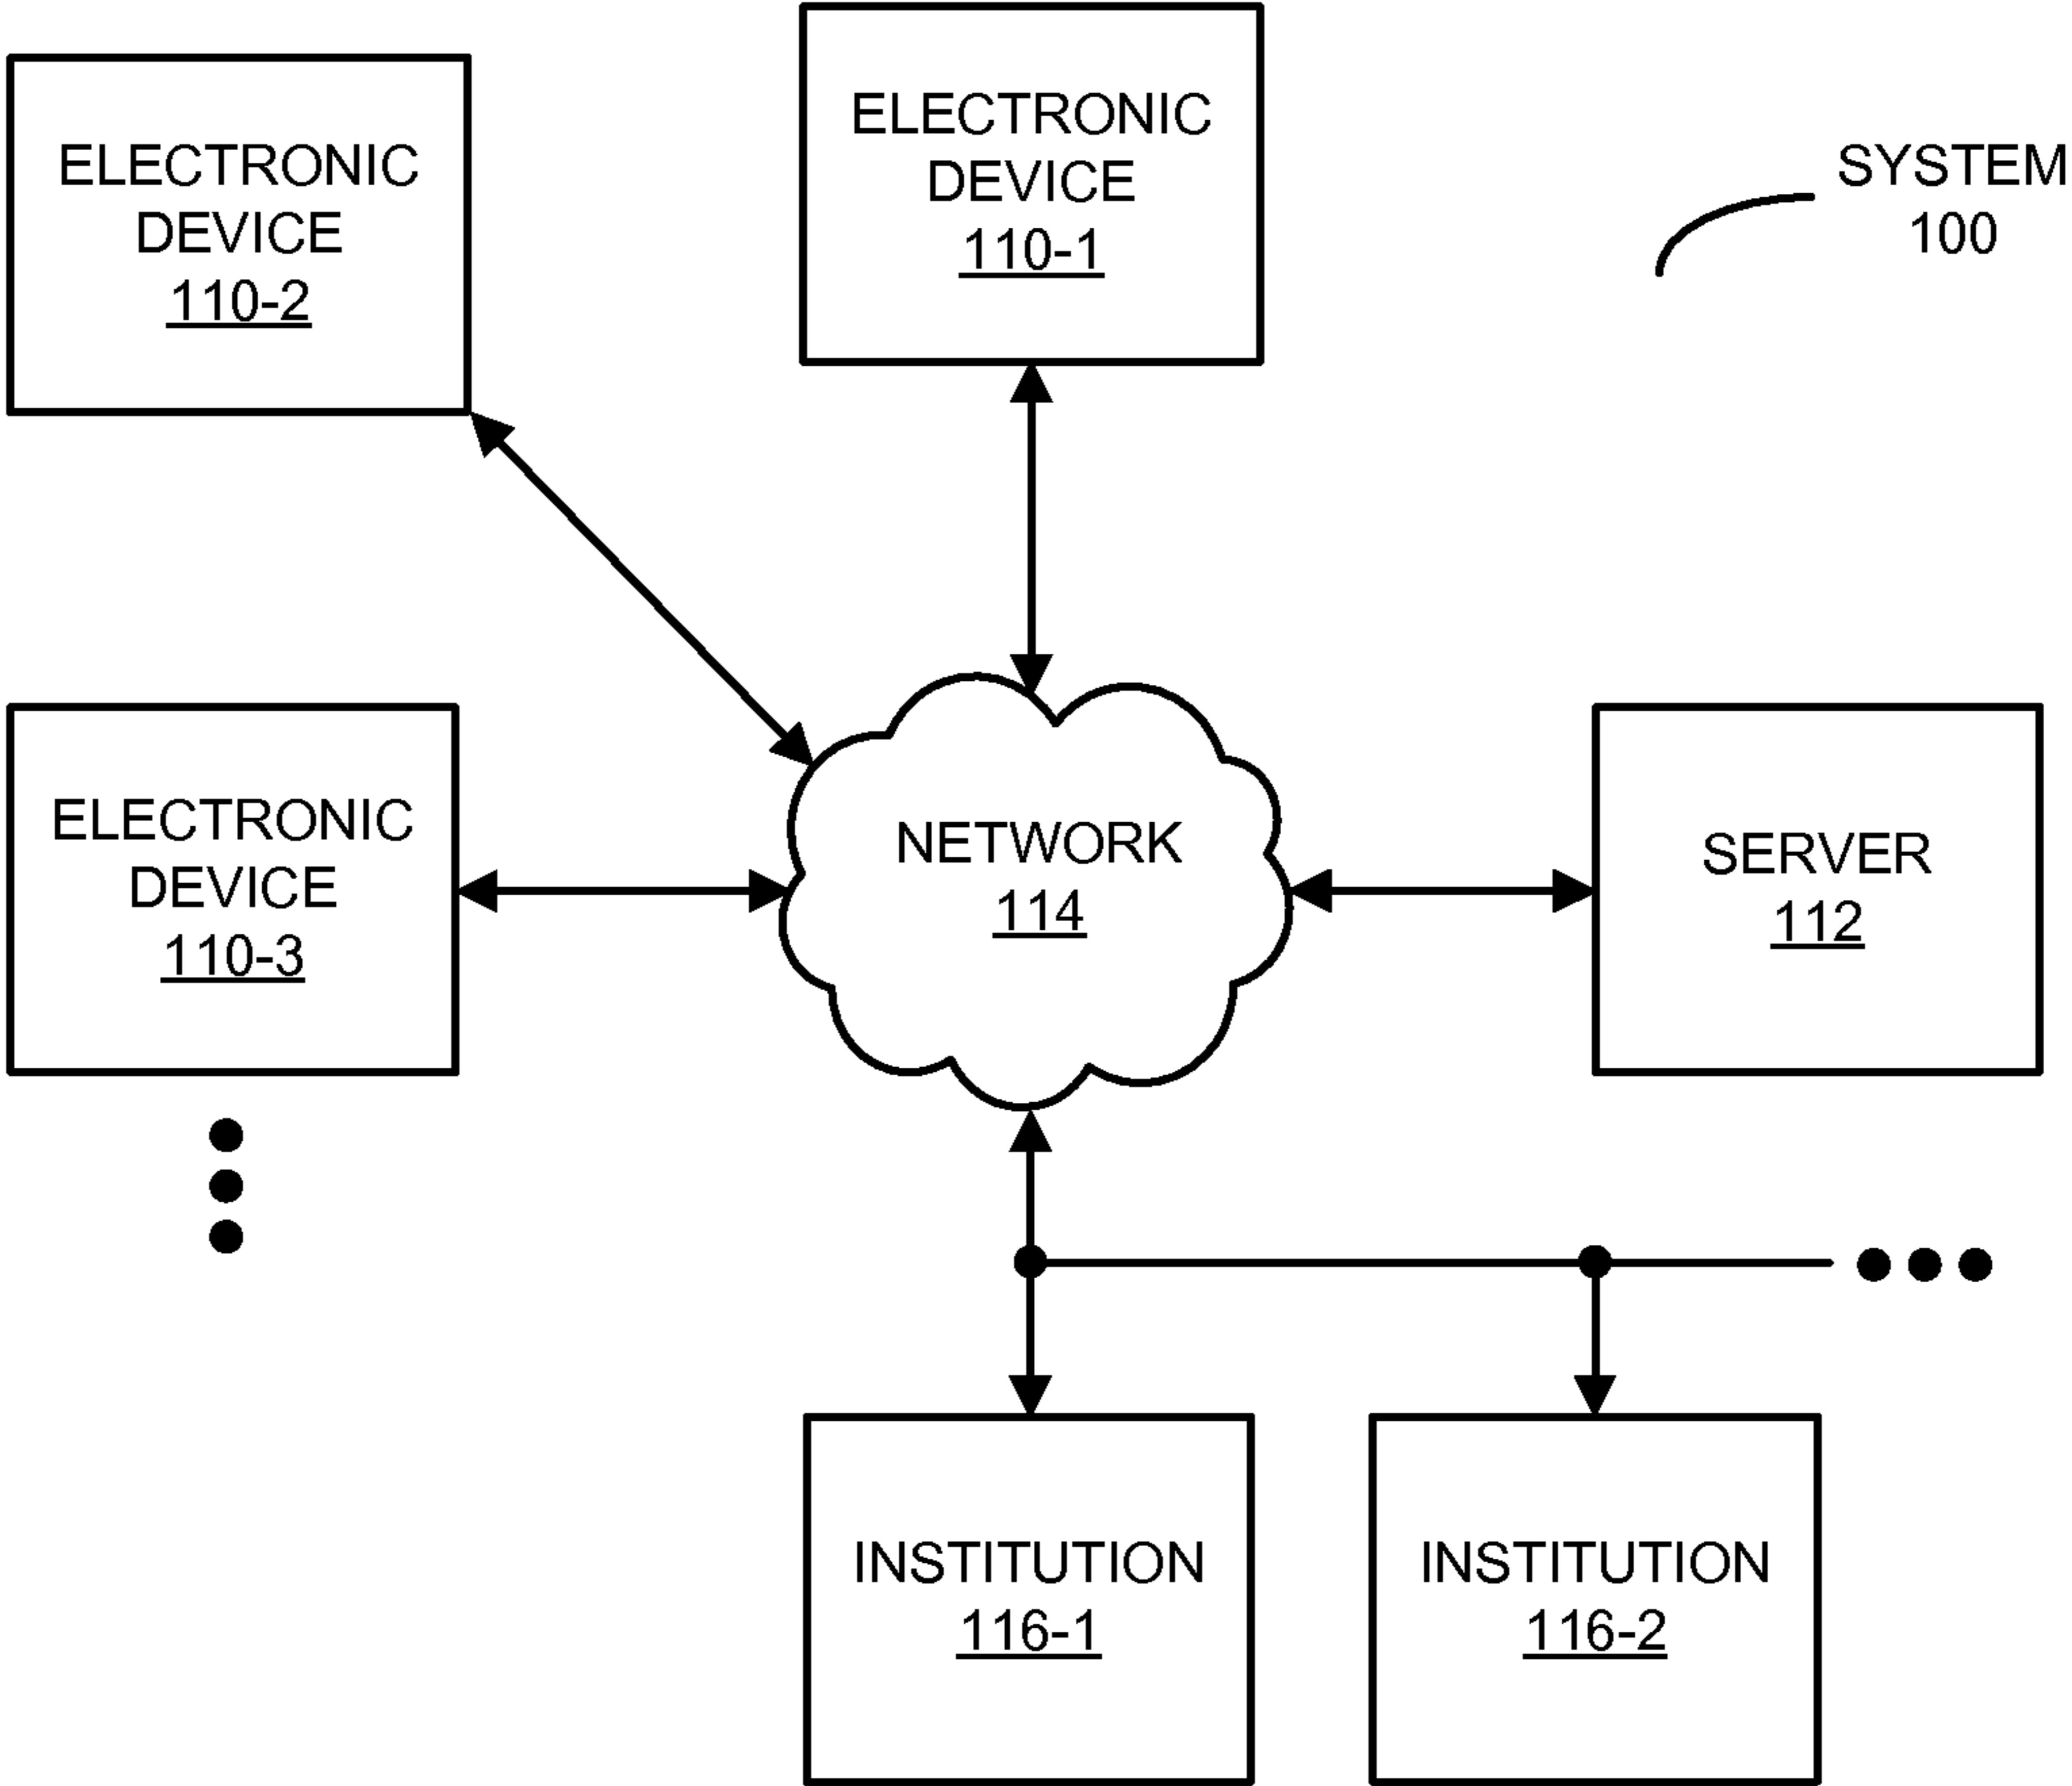 ELECTRONIC
DEVICE
110-1
ELECTRONIC
DEVICE
110-2
SYSTEM
100
ELECTRONIC
DEVICE
110-3
NETWORK
114
SERVER
112
INSTITUTION
116-1
INSTITUTION
116-2